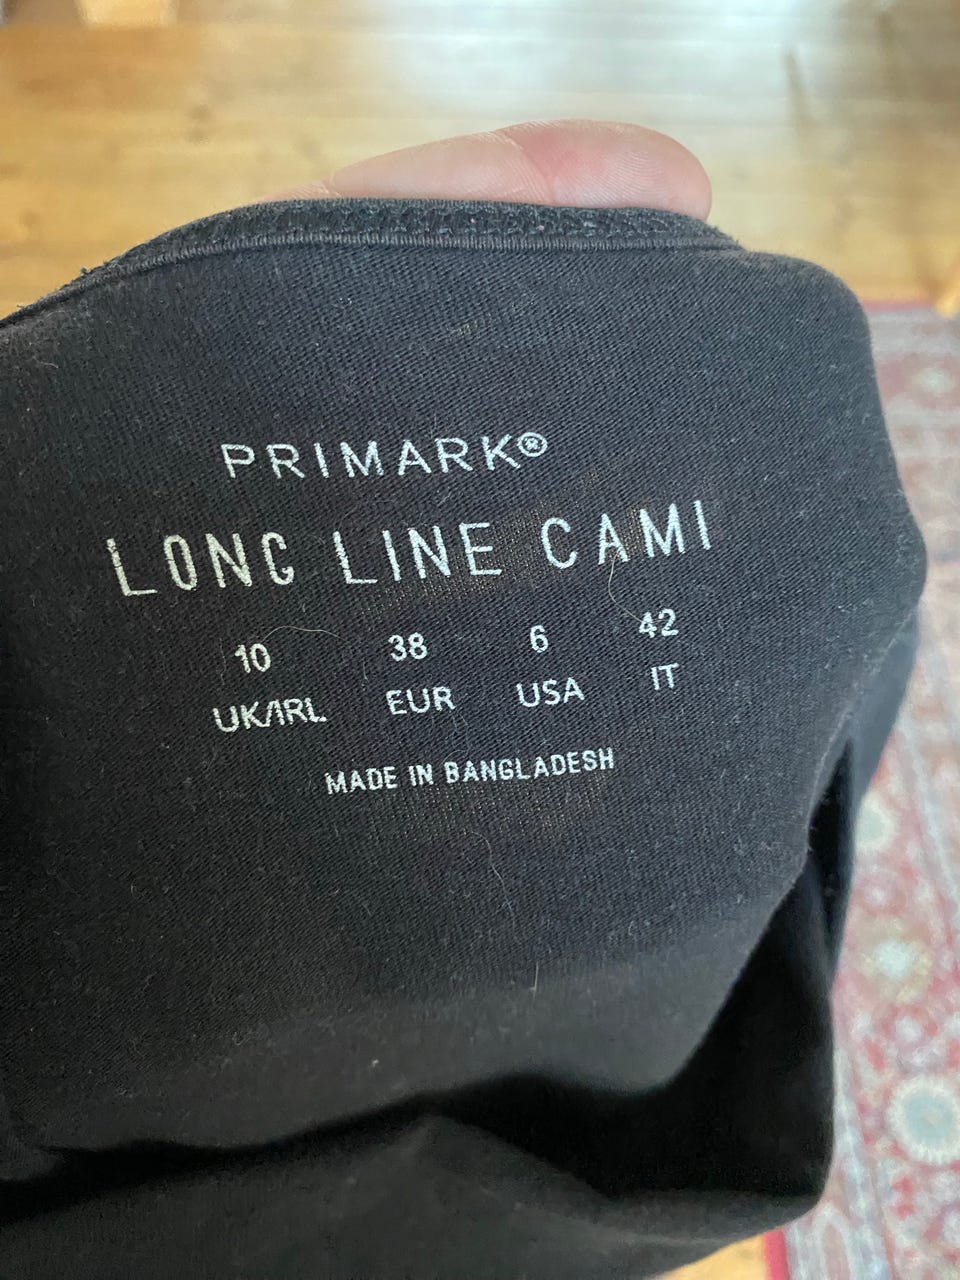 PRIMARK®
LONG LINE CAMI
10 38 6 42
UK/IRL EUR USA IT
MADE IN BANGLADESH